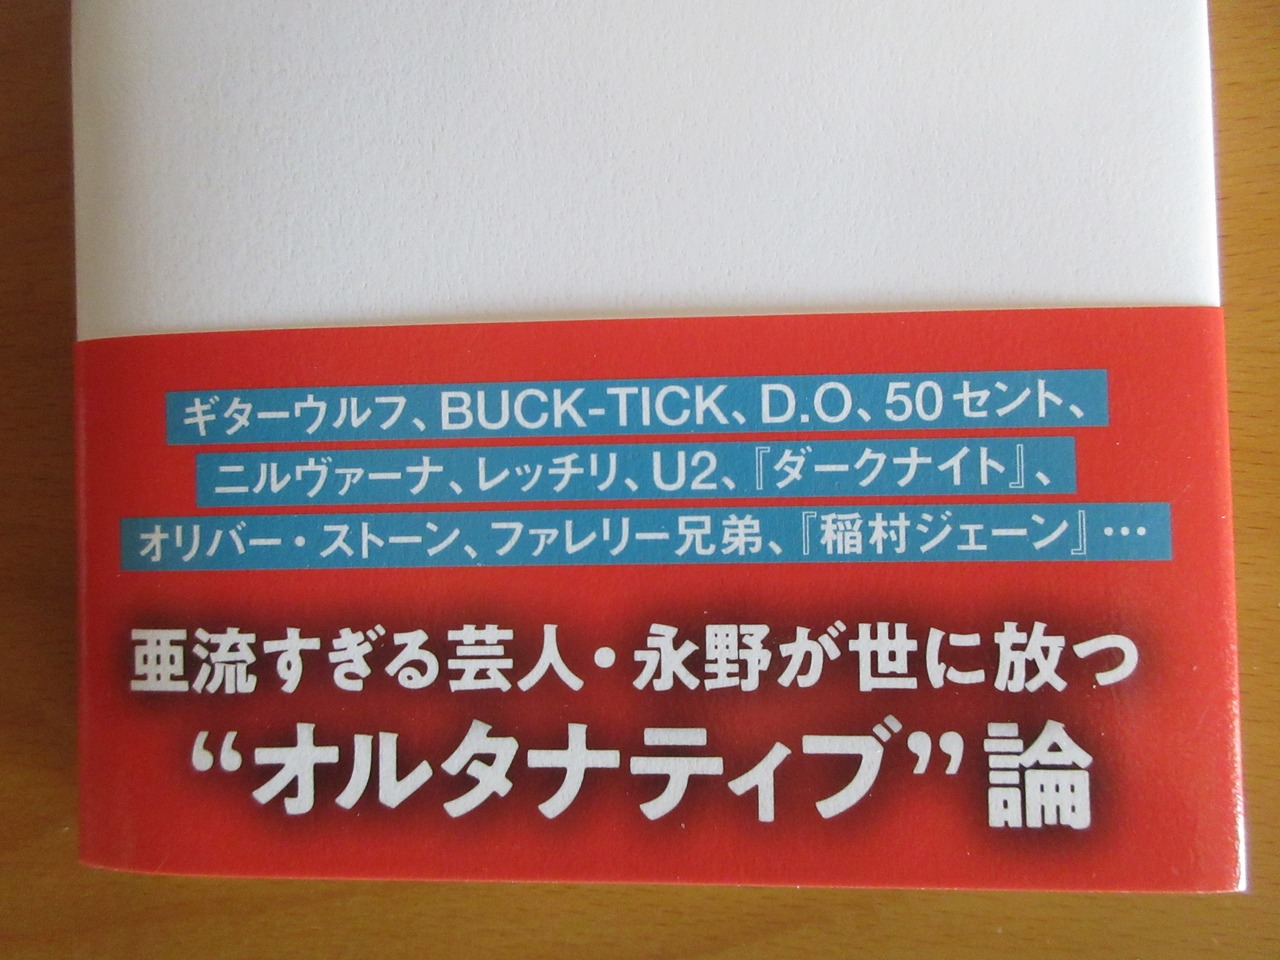 ギターウルフ、BUCK-TICK、D.O、50セント、
ニルヴァーナ、レッチリ、U2、『ダークナイト』、
オリバー・ストーン、ファレリー兄弟、『稲村ジェーン』…
亜流すぎる芸人・永野が世に放つ
“オルタナティブ”論